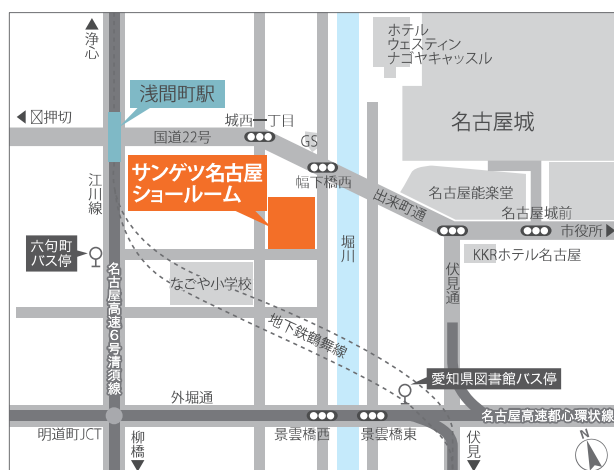 浄心
ホテル
ウェスティン
ナゴヤキャッスル
浅間町駅
押切
城西一丁目
国道22号
GS
名古屋城
サンゲツ名古屋
ショールーム
幅下橋西
江川線
出来町通
名古屋能楽堂
名古屋城前
市役所
六句町
バス停
堀川
伏見通
KKRホテル名古屋
なごや小学校
名古屋高速6号清須線
地下鉄鶴舞線
愛知県図書館バス停
外堀通
名古屋高速都心環状線
明道町JCT
柳橋
景雲橋西
景雲橋東
伏見
N